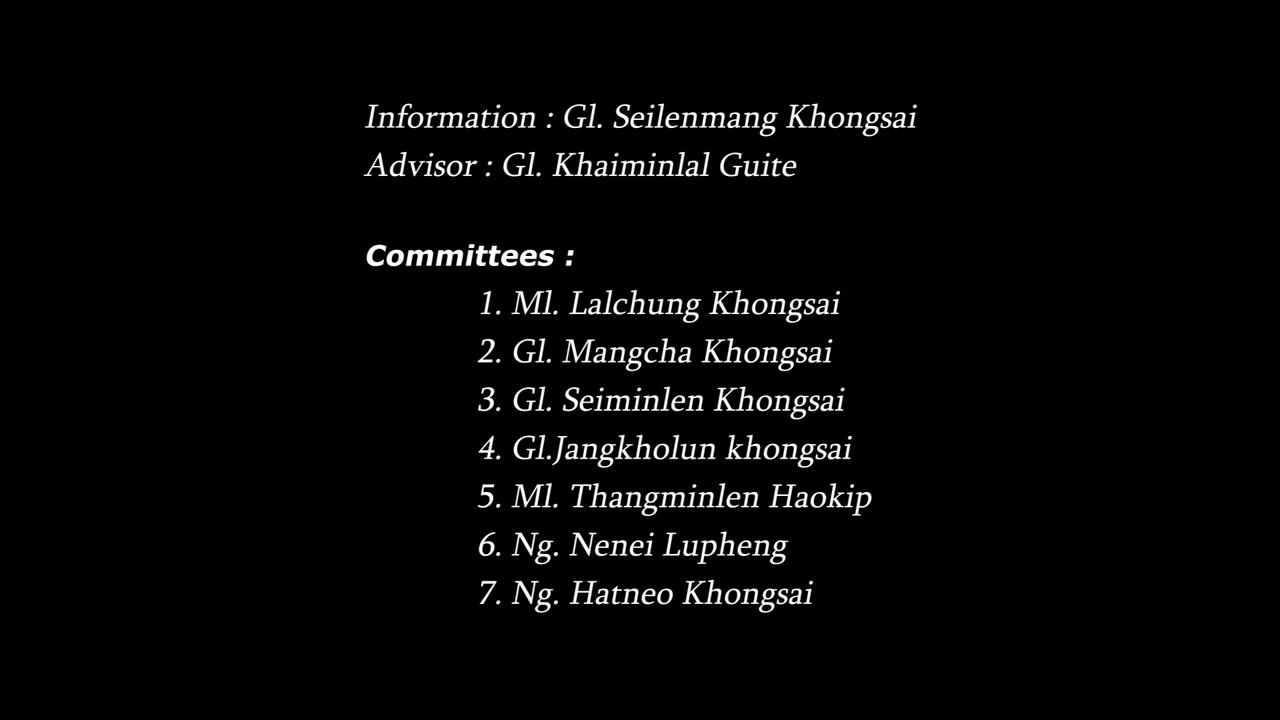 Information : Gl. Seilenmang Khongsai
Advisor : Gl. Khaiminlal Guite
Committees :
1. Ml. Lalchung Khongsai
2. Gl. Mangcha Khongsai
3. Gl. Seiminlen Khongsai
4. Gl.Jangkholun khongsai
5. Ml. Thangminlen Haokip
6. Ng. Nenei Lupheng
7. Ng. Hatneo Khongsai